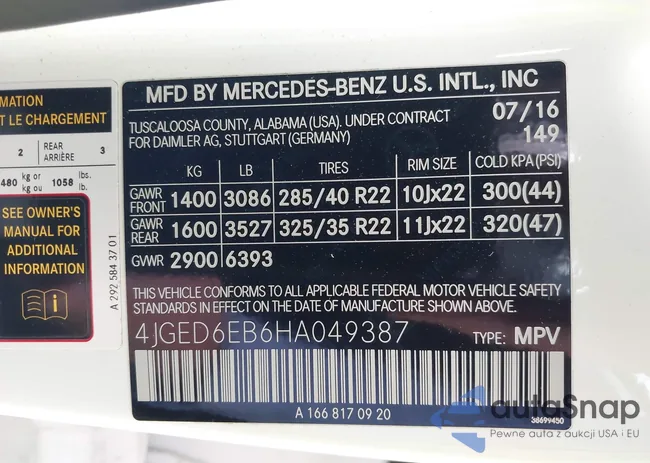 MATION
T LE CHARGEMENT
2 REAR ARRIÈRE 3
480 kg or kg ou 1058 lbs. or lb.
SEE OWNER'S
MANUAL FOR
ADDITIONAL
INFORMATION
A 292 584 37 01
MFD BY MERCEDES-BENZ U.S. INTL., INC
TUSCALOOSA COUNTY, ALABAMA (USA). UNDER CONTRACT 07/16
FOR DAIMLER AG, STUTTGART (GERMANY) 149
KG LB TIRES RIM SIZE COLD KPA (PSI)
GAWR FRONT 1400 3086 285/40 R22 10Jx22 300(44)
GAWR REAR 1600 3527 325/35 R22 11Jx22 320(47)
GVWR 2900 6393
THIS VEHICLE CONFORMS TO ALL APPLICABLE FEDERAL MOTOR VEHICLE SAFETY
STANDARDS IN EFFECT ON THE DATE OF MANUFACTURE SHOWN ABOVE.
4JGED6EB6HA049387 TYPE: MPV
A 166 817 09 20
38699450
autoSnap
Pewne auta z aukcji USA i EU